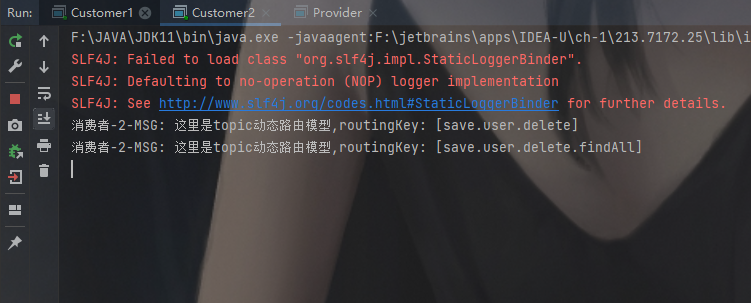 Run: Customer1 Customer2 Provider
F:\JAVA\JDK11\bin\java.exe -javaagent:F:\jetbrains\apps\IDEA-U\ch-1\213.7172.25\lib\i
SLF4J: Failed to load class "org.slf4j.impl.StaticLoggerBinder".
SLF4J: Defaulting to no-operation (NOP) logger implementation
SLF4J: See http://www.slf4j.org/codes.html#StaticLoggerBinder for further details.
消费者-2-MSG: 这里是topic动态路由模型,routingKey: [save.user.delete]
消费者-2-MSG: 这里是topic动态路由模型,routingKey: [save.user.delete.findAll]